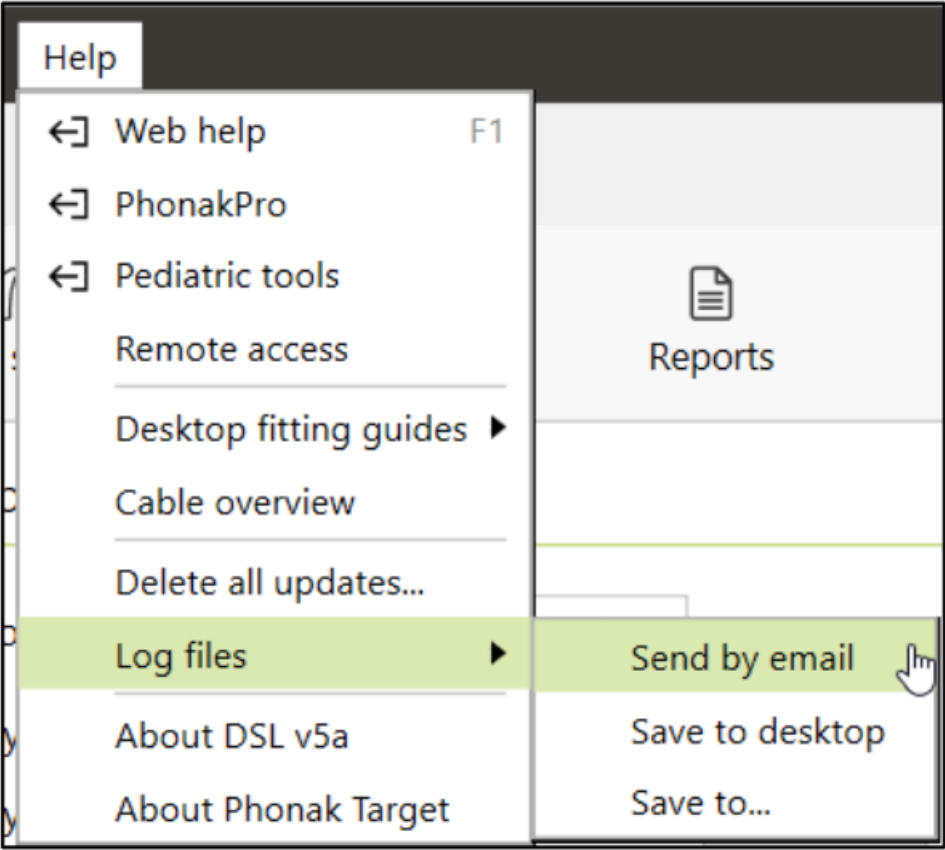 Help
Web help F1
PhonakPro
Pediatric tools
Remote access
Reports
Desktop fitting guides
Cable overview
Delete all updates...
Log files
Send by email
Save to desktop
Save to...
About DSL v5a
About Phonak Target